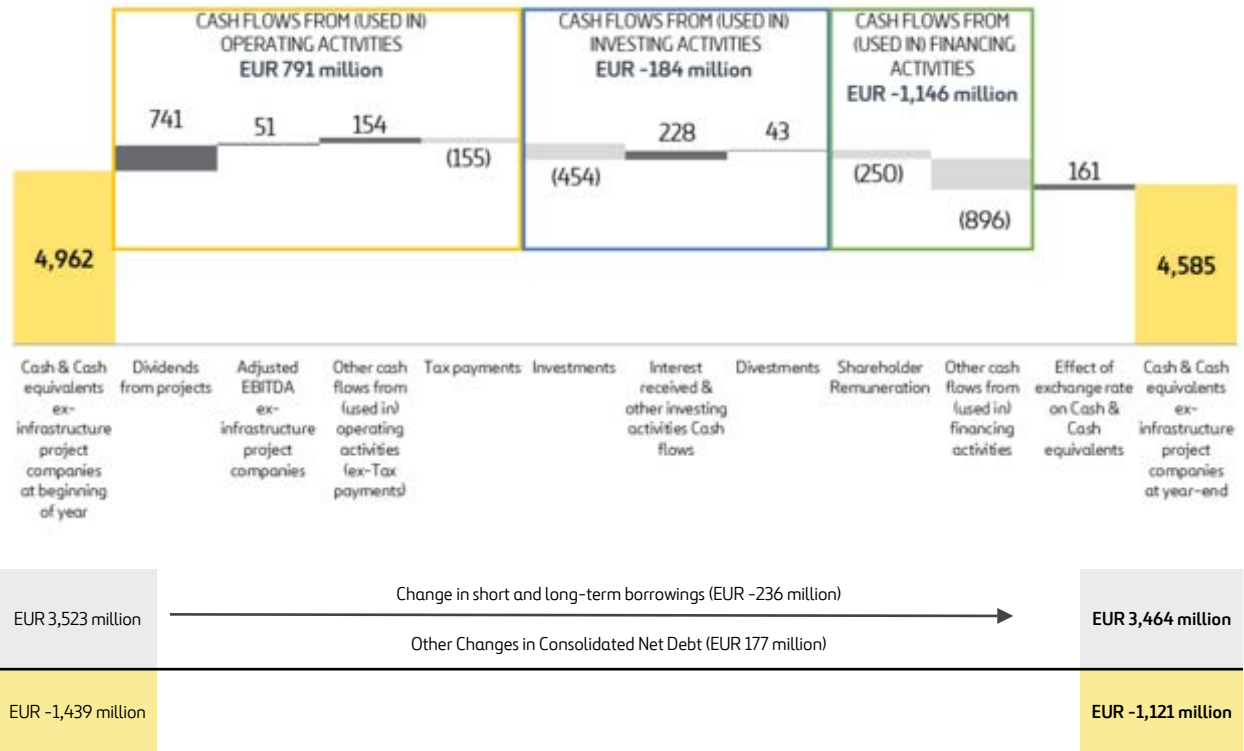 CASH FLOWS FROM (USED IN)
OPERATING ACTIVITIES
EUR 791 million
CASH FLOWS FROM (USED IN)
INVESTING ACTIVITIES
EUR -184 million
CASH FLOWS FROM
(USED IN) FINANCING
ACTIVITIES
EUR -1,146 million
741
51
154
(155)
(454)
228
43
(250)
(896)
161
4,962
4,585
Cash & Cash
equivalents
ex-
infrastructure
project
companies
at beginning
of year
Dividends
from projects
Adjusted
EBITDA
ex-
infrastructure
project
companies
Other cash
flows from
(used in)
operating
activities
(ex-Tax
payments)
Tax payments
Investments
Interest
received &
other investing
activities Cash
flows
Divestments
Shareholder
Remuneration
Other cash
flows from
(used in)
financing
activities
Effect of
exchange rate
on Cash &
Cash
equivalents
Cash & Cash
equivalents
ex-
infrastructure
project
companies
at year-end
EUR 3,523 million
Change in short and long-term borrowings (EUR -236 million)
Other Changes in Consolidated Net Debt (EUR 177 million)
EUR 3,464 million
EUR -1,439 million
EUR -1,121 million